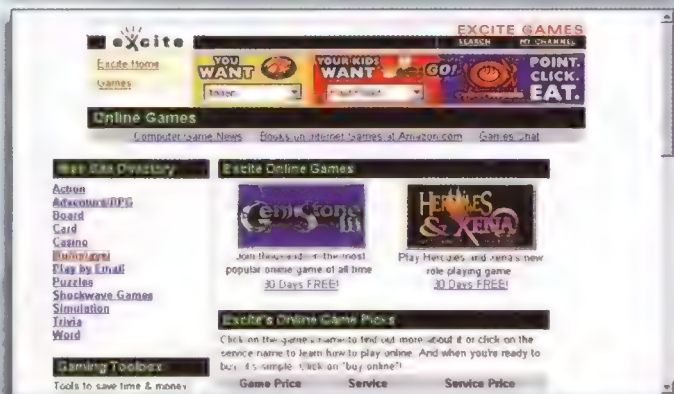 EXCITE GAMES
excite
SEARCH MY CHANNEL
Excite Home
Games
YOU WANT
YOUR KIDS WANT
GO!
POINT.
CLICK.
EAT.
Online Games
Computer Game News Books on Internet Games at Amazon.com Games Chat
Web Site Directory
Action
Adventure/RPG
Board
Card
Casino
Multiplayer
Play by Email
Puzzles
Shockwave Games
Simulation
Trivia
Word
Gaming Toolbox
Tools to save time & money
Excite Online Games
GemStone III
Join thousands in the most
popular online game of all time
30 Days FREE!
HERCULES & XENA
Play Hercules and Xena's new
role playing game
30 Days FREE!
Excite's Online Game Picks
Click on the game's name to find out more about it or click on the
service name to learn how to play online. And when you're ready to
buy, it's simple. Click on "buy online"!
Game Price Service Service Price